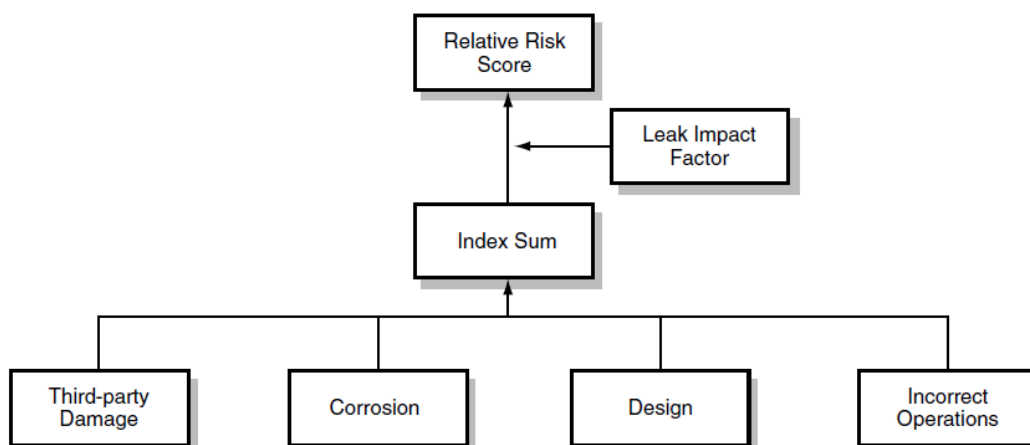 Relative Risk
Score
Leak Impact
Factor
Index Sum
Third-party
Damage
Corrosion
Design
Incorrect
Operations